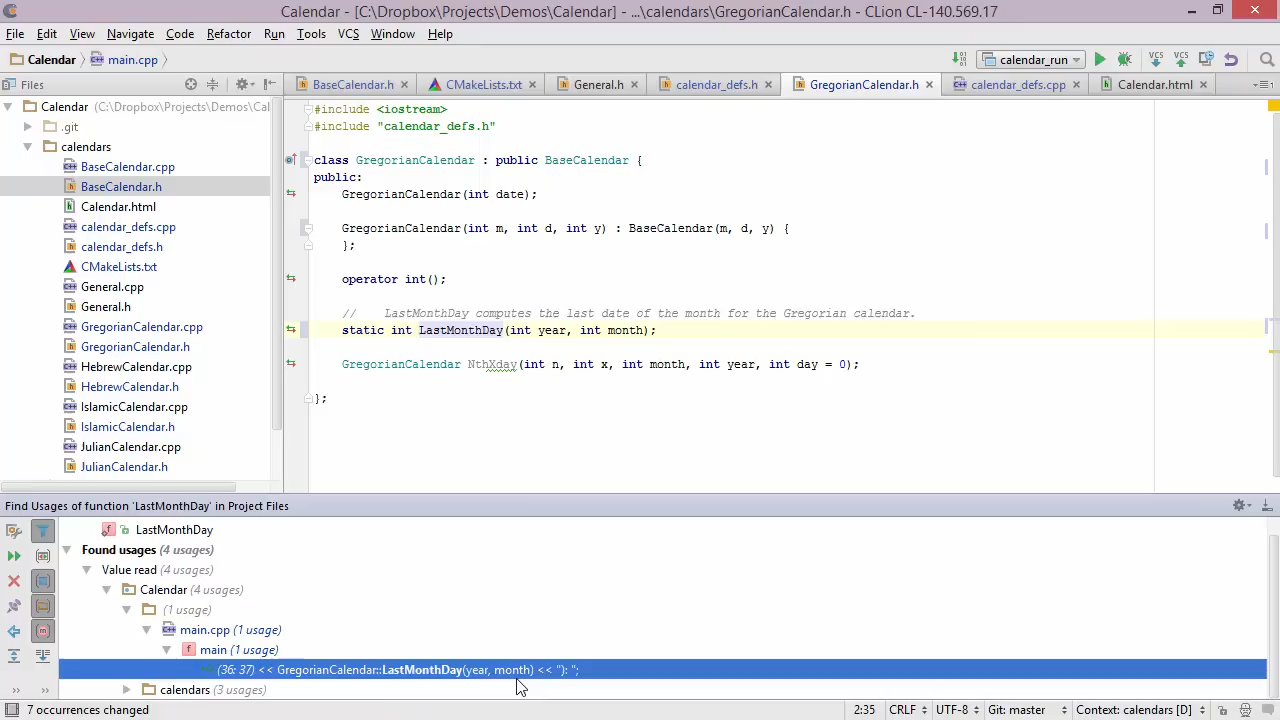 Calendar - [C:\Dropbox\Projects\Demos\Calendar] - ...\calendars\GregorianCalendar.h - CLion CL-140.569.17
File Edit View Navigate Code Refactor Run Tools VCS Window Help
Calendar main.cpp calendar_run VCS VCS
Files
BaseCalendar.h CMakeLists.txt General.h calendar_defs.h GregorianCalendar.h calendar_defs.cpp Calendar.html
Calendar (C:\Dropbox\Projects\Demos\Cal
.git
calendars
BaseCalendar.cpp
BaseCalendar.h
Calendar.html
calendar_defs.cpp
calendar_defs.h
CMakeLists.txt
General.cpp
General.h
GregorianCalendar.cpp
GregorianCalendar.h
HebrewCalendar.cpp
HebrewCalendar.h
IslamicCalendar.cpp
IslamicCalendar.h
JulianCalendar.cpp
JulianCalendar.h
#include <iostream>
#include "calendar_defs.h"
class GregorianCalendar : public BaseCalendar {
public:
GregorianCalendar(int date);
GregorianCalendar(int m, int d, int y) : BaseCalendar(m, d, y) {
};
operator int();
// LastMonthDay computes the last date of the month for the Gregorian calendar.
static int LastMonthDay(int year, int month);
GregorianCalendar NthXday(int n, int x, int month, int year, int day = 0);
};
Find Usages of function 'LastMonthDay' in Project Files
LastMonthDay
Found usages (4 usages)
Value read (4 usages)
Calendar (4 usages)
(1 usage)
main.cpp (1 usage)
main (1 usage)
(36: 37) << GregorianCalendar::LastMonthDay(year, month) << "): ";
calendars (3 usages)
7 occurrences changed 2:35 CRLF UTF-8 Git: master Context: calendars [D]